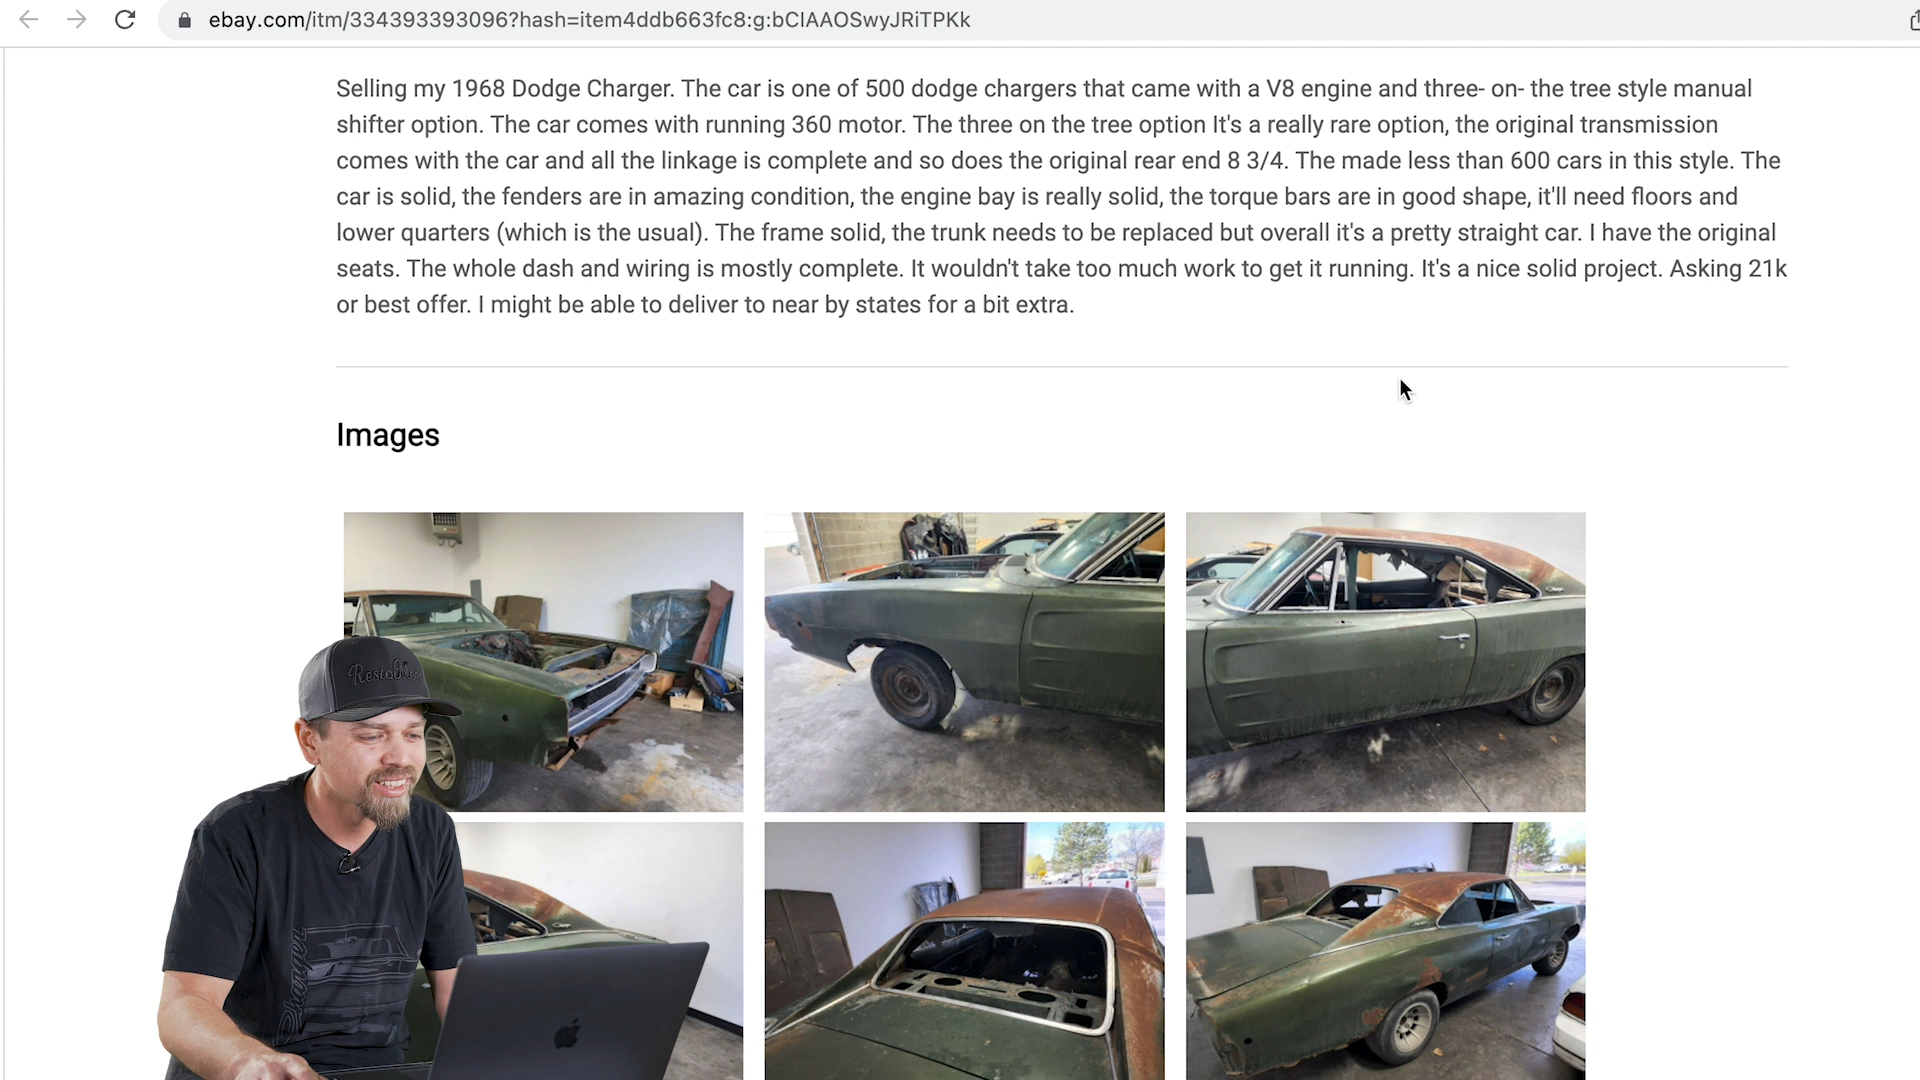 ebay.com/itm/334393393096?hash=item4ddb663fc8:g:bCIAAOSwyJRiTPKk
Selling my 1968 Dodge Charger. The car is one of 500 dodge chargers that came with a V8 engine and three- on- the tree style manual
shifter option. The car comes with running 360 motor. The three on the tree option It's a really rare option, the original transmission
comes with the car and all the linkage is complete and so does the original rear end 8 3/4. The made less than 600 cars in this style. The
car is solid, the fenders are in amazing condition, the engine bay is really solid, the torque bars are in good shape, it'll need floors and
lower quarters (which is the usual). The frame solid, the trunk needs to be replaced but overall it's a pretty straight car. I have the original
seats. The whole dash and wiring is mostly complete. It wouldn't take too much work to get it running. It's a nice solid project. Asking 21k
or best offer. I might be able to deliver to near by states for a bit extra.
Images
Charger